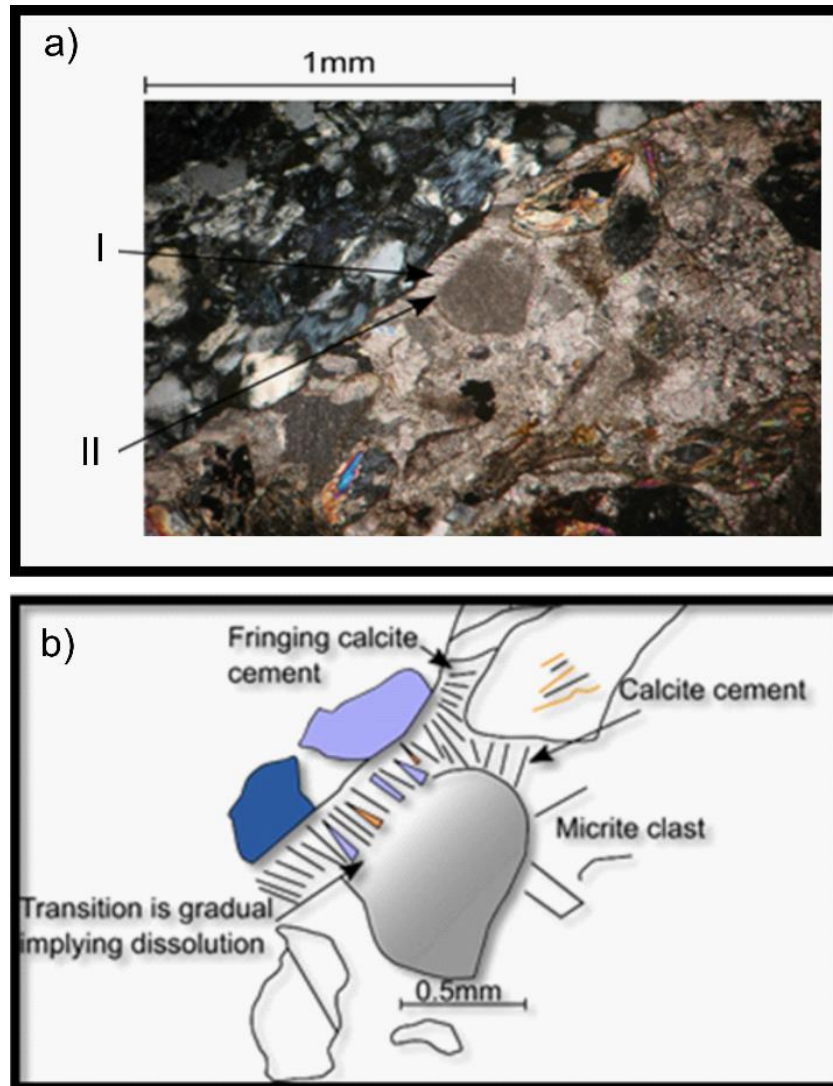 a)
1mm
I
II
b)
Fringing calcite
cement
Calcite cement
Micrite clast
Transition is gradual
implying dissolution
0.5mm